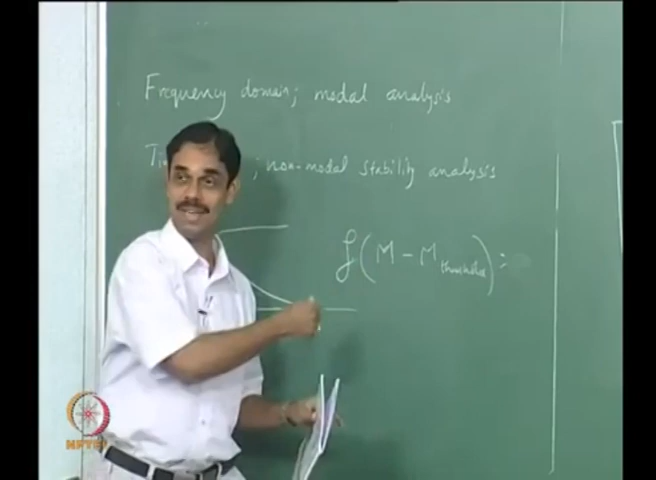 Frequency domain; modal analysis
; non-modal stability analysis
f(M - M threshold) =
NPTEL